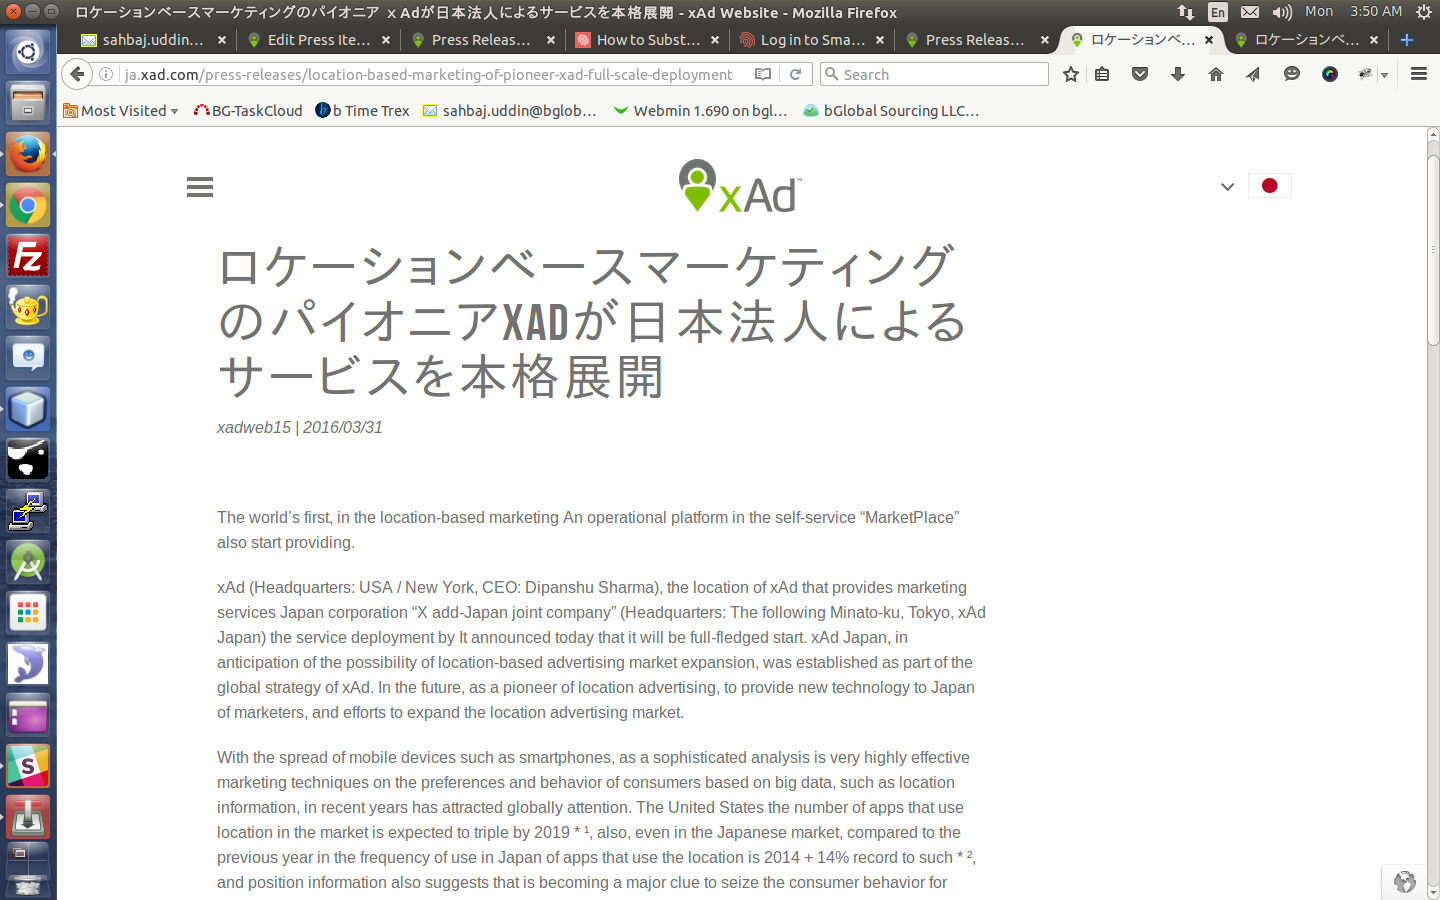 ロケーションベースマーケティングのパイオニア x Adが日本法人によるサービスを本格展開 - xAd Website - Mozilla Firefox
En
Mon
3:50 AM
sahbaj.uddin...
Edit Press Ite...
Press Releas...
How to Subst...
Log in to Sma...
Press Releas...
ロケーションベ...
ロケーションベ...
ja.xad.com/press-releases/location-based-marketing-of-pioneer-xad-full-scale-deployment
Search
Most Visited
BG-TaskCloud
b Time Trex
sahbaj.uddin@bglob...
Webmin 1.690 on bgl...
bGlobal Sourcing LLC...
xAd™
ロケーションベースマーケティング
のパイオニアXADが日本法人による
サービスを本格展開
xadweb15 | 2016/03/31
The world’s first, in the location-based marketing An operational platform in the self-service “MarketPlace”
also start providing.
xAd (Headquarters: USA / New York, CEO: Dipanshu Sharma), the location of xAd that provides marketing
services Japan corporation “X add-Japan joint company” (Headquarters: The following Minato-ku, Tokyo, xAd
Japan) the service deployment by It announced today that it will be full-fledged start. xAd Japan, in
anticipation of the possibility of location-based advertising market expansion, was established as part of the
global strategy of xAd. In the future, as a pioneer of location advertising, to provide new technology to Japan
of marketers, and efforts to expand the location advertising market.
With the spread of mobile devices such as smartphones, as a sophisticated analysis is very highly effective
marketing techniques on the preferences and behavior of consumers based on big data, such as location
information, in recent years has attracted globally attention. The United States the number of apps that use
location in the market is expected to triple by 2019 * ¹, also, even in the Japanese market, compared to the
previous year in the frequency of use in Japan of apps that use the location is 2014 + 14% record to such * ²,
and position information also suggests that is becoming a major clue to seize the consumer behavior for
Fz
S